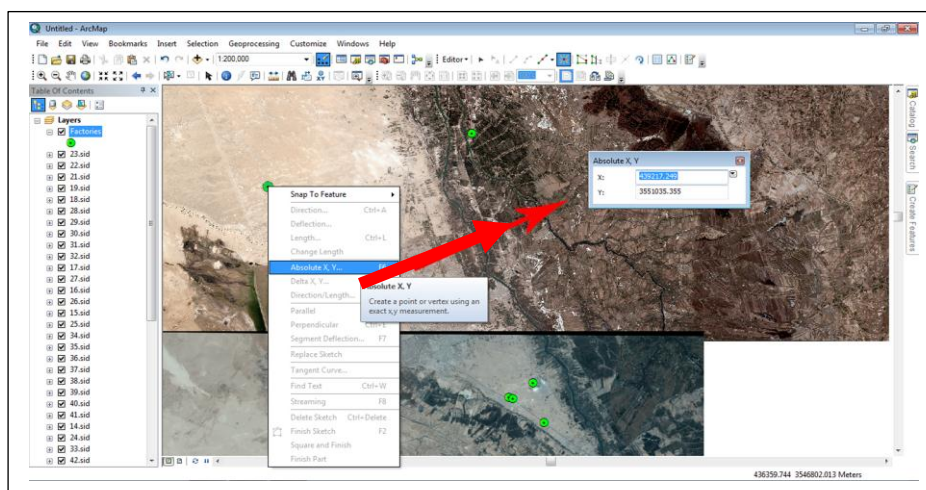 Untitled - ArcMap
File Edit View Bookmarks Insert Selection Geoprocessing Customize Windows Help
1:200,000
Editor
Table Of Contents
Layers
Factories
23.sid
22.sid
21.sid
19.sid
18.sid
28.sid
29.sid
30.sid
31.sid
32.sid
17.sid
27.sid
16.sid
26.sid
15.sid
25.sid
34.sid
35.sid
36.sid
37.sid
38.sid
39.sid
40.sid
41.sid
14.sid
24.sid
33.sid
42.sid
Snap To Feature
Direction... Ctrl+A
Deflection...
Length... Ctrl+L
Change Length
Absolute X, Y... F6
Delta X, Y...
Direction/Length...
Parallel
Perpendicular Ctrl+E
Segment Deflection... F7
Replace Sketch
Tangent Curve...
Find Text Ctrl+W
Streaming F8
Delete Sketch Ctrl+Delete
Finish Sketch F2
Square and Finish
Finish Part
Absolute X, Y
Create a point or vertex using an
exact x,y measurement.
Absolute X, Y
X: 439217.249
Y: 3551035.355
Catalog
Search
Create Features
436359.744 3546802.013 Meters